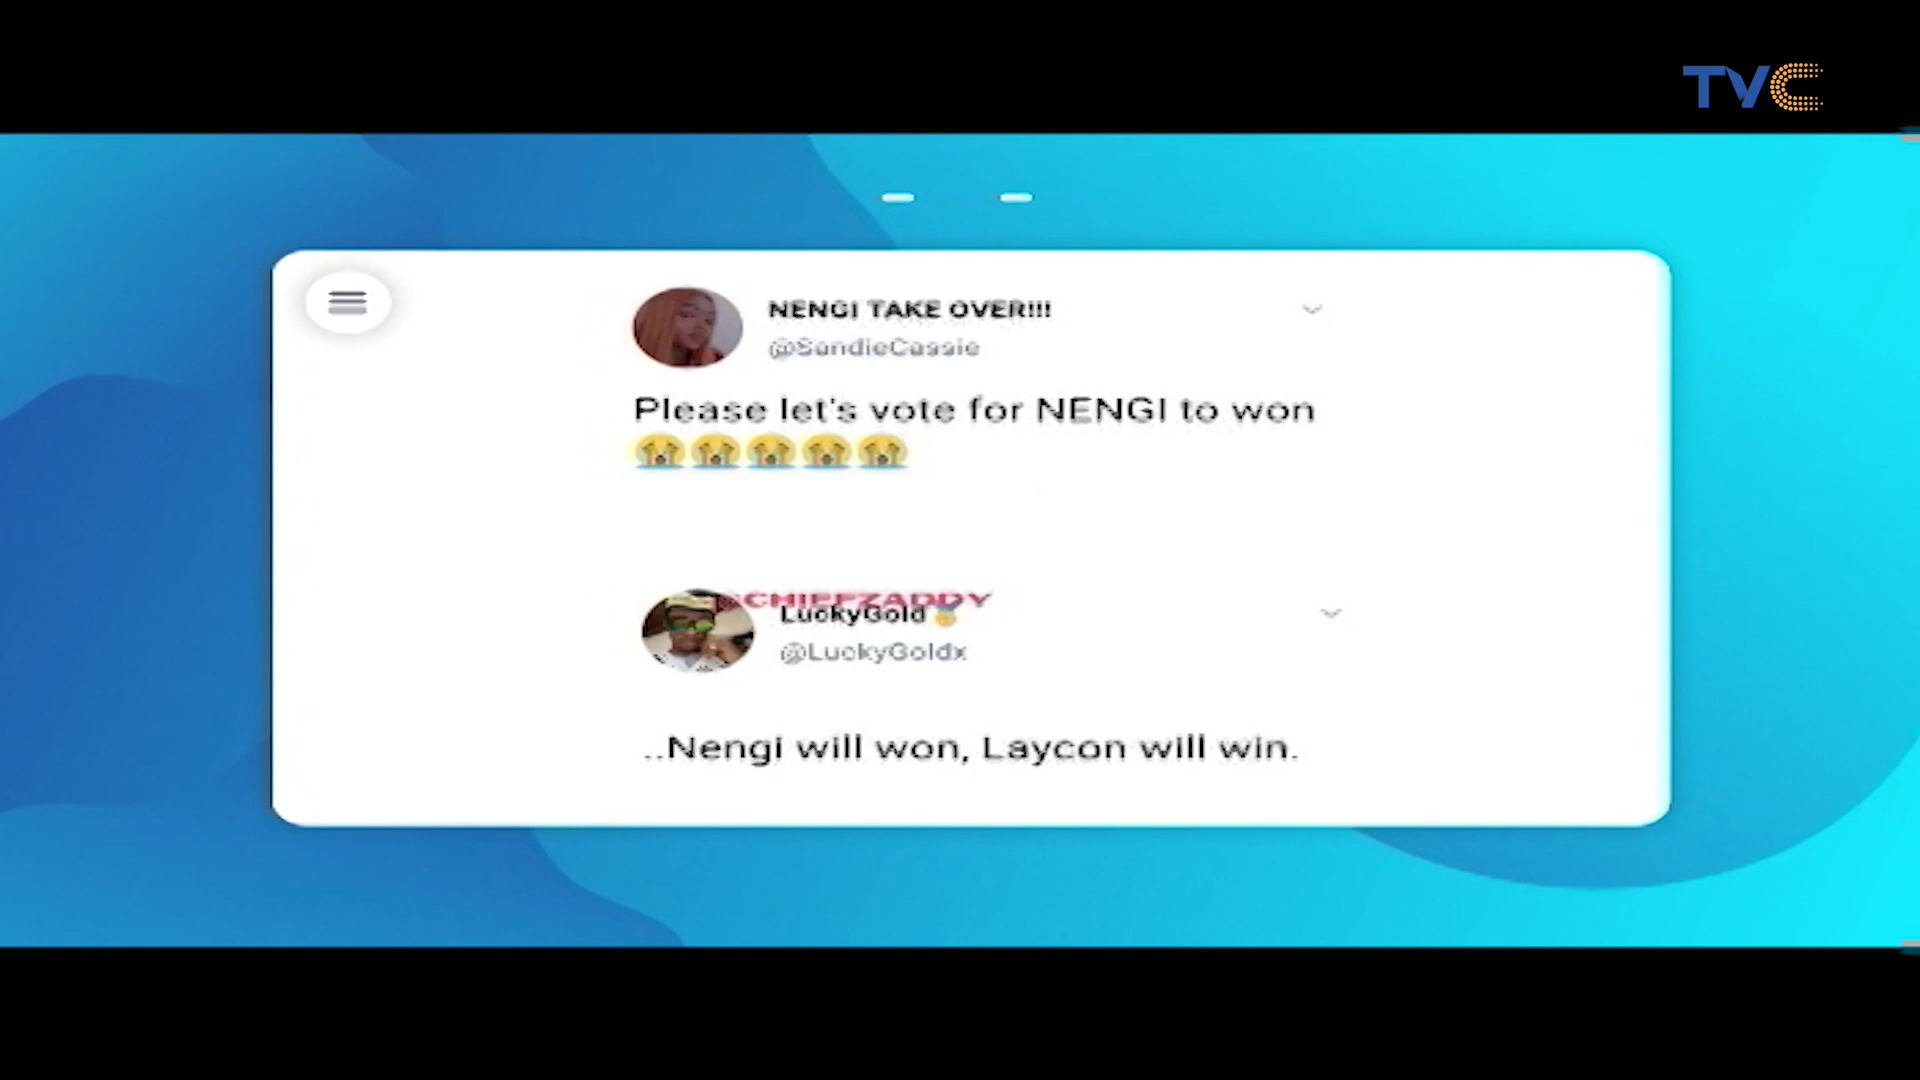 TVC
NENGI TAKE OVER!!!
@SandieCassie
Please let's vote for NENGI to won
😭😭😭😭😭
@CHIEFZADDY
LuckyGold🥇
@LuckyGoldx
..Nengi will won, Laycon will win.